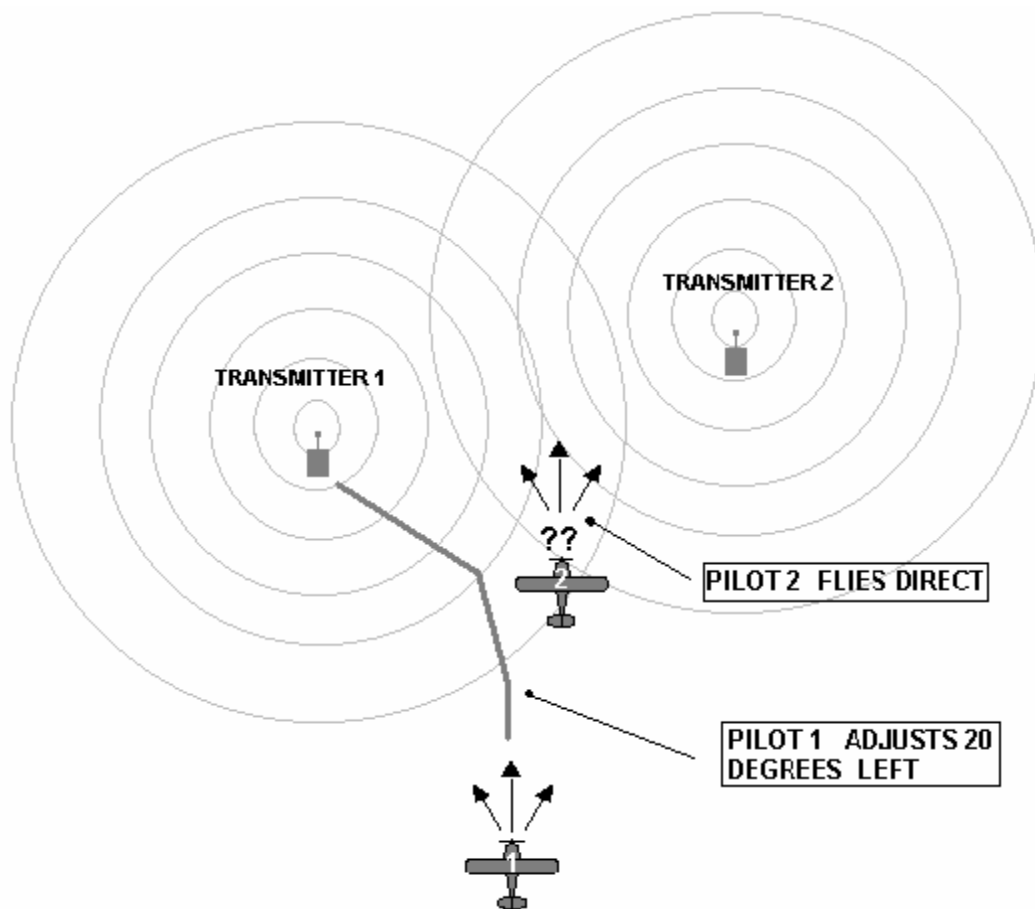 TRANSMITTER 2
TRANSMITTER 1
??
2
PILOT 2 FLIES DIRECT
PILOT 1 ADJUSTS 20
DEGREES LEFT
1